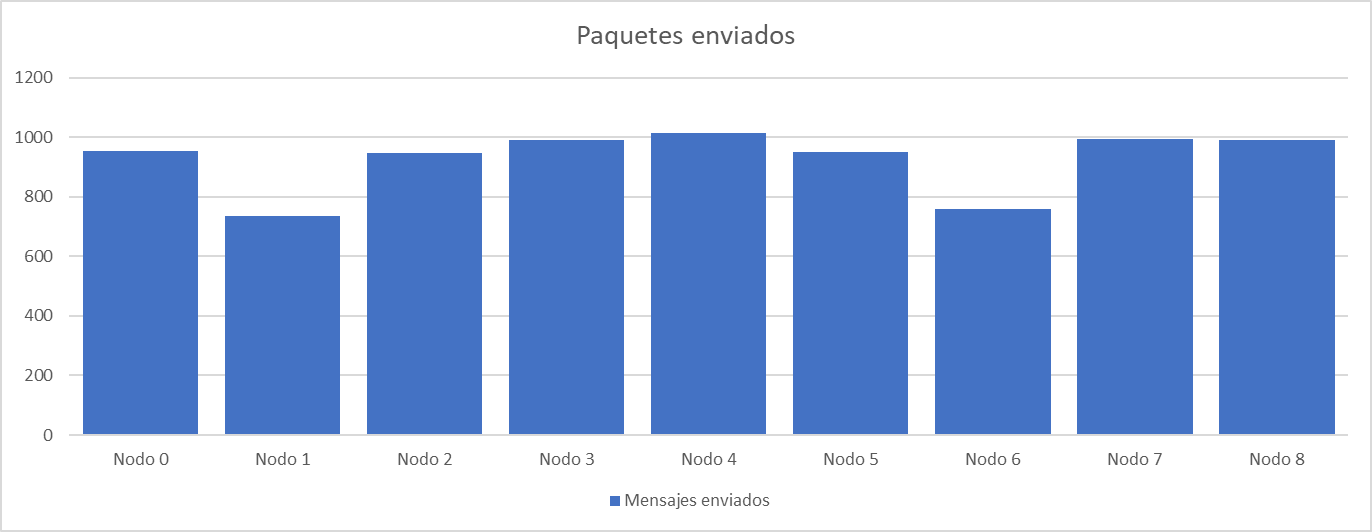 Paquetes enviados
1200
1000
800
600
400
200
0
Nodo 0 Nodo 1 Nodo 2 Nodo 3 Nodo 4 Nodo 5 Nodo 6 Nodo 7 Nodo 8
Mensajes enviados